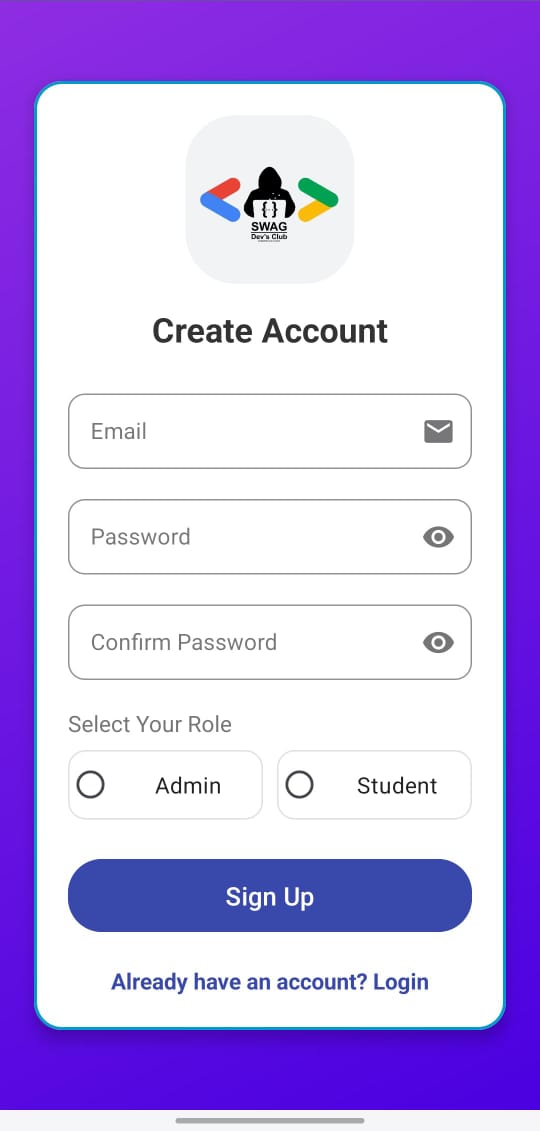 { }
SWAG
Dev's Club
Create Account
Email
Password
Confirm Password
Select Your Role
Admin
Student
Sign Up
Already have an account? Login